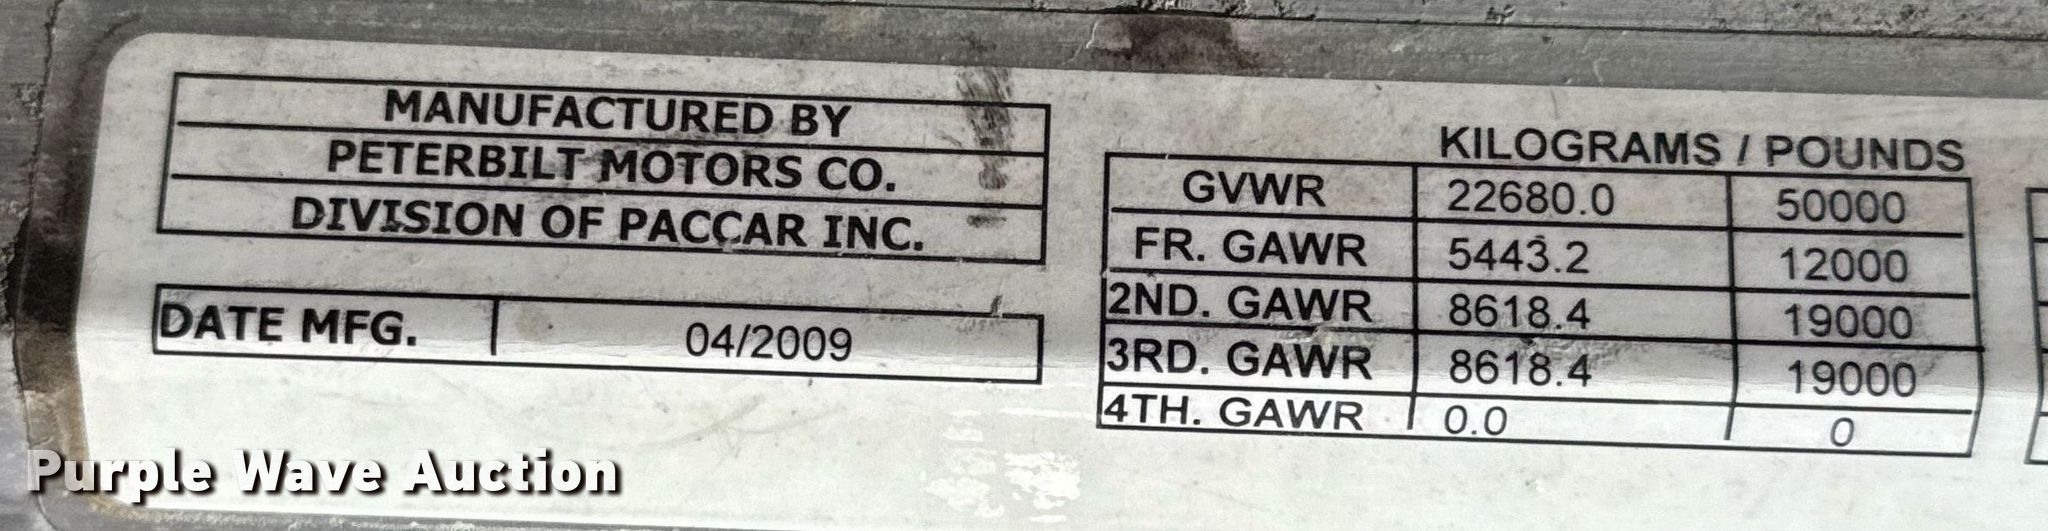 MANUFACTURED BY
PETERBILT MOTORS CO.
DIVISION OF PACCAR INC.
DATE MFG. 04/2009
KILOGRAMS / POUNDS
GVWR 22680.0 50000
FR. GAWR 5443.2 12000
2ND. GAWR 8618.4 19000
3RD. GAWR 8618.4 19000
4TH. GAWR 0.0 0
Purple Wave Auction